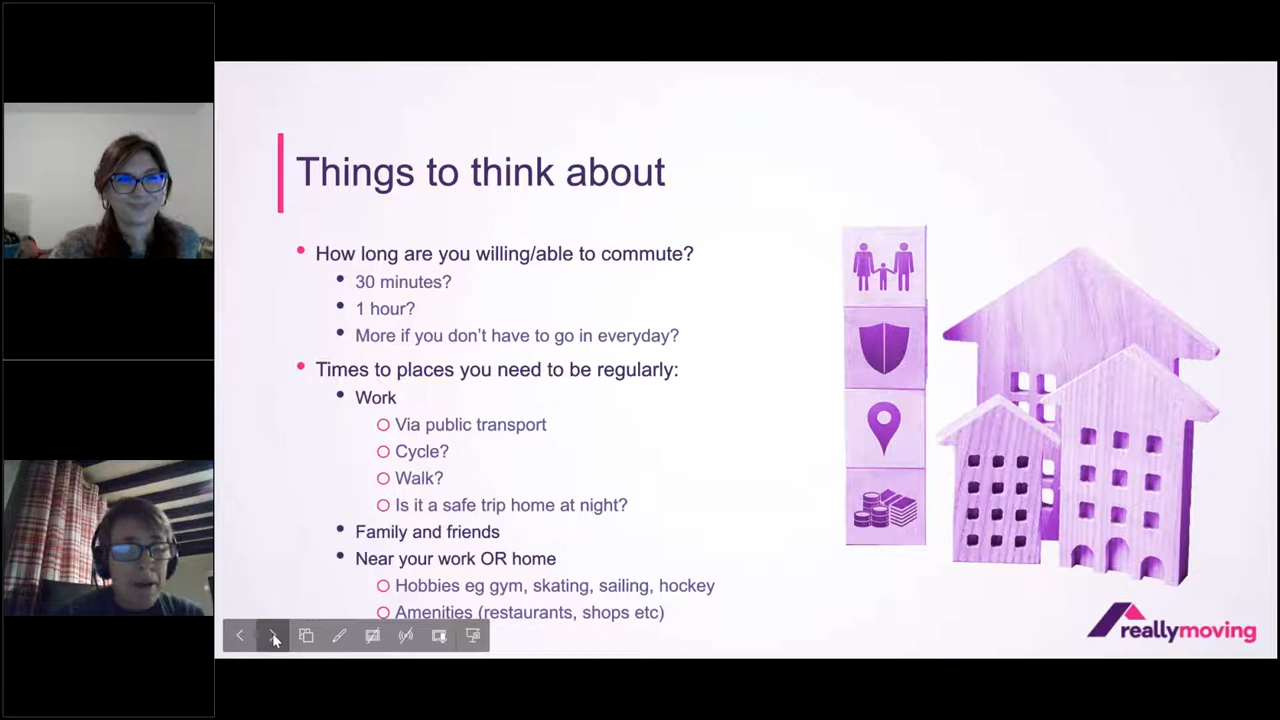 Things to think about
• How long are you willing/able to commute?
• 30 minutes?
• 1 hour?
• More if you don’t have to go in everyday?
• Times to places you need to be regularly:
• Work
○ Via public transport
○ Cycle?
○ Walk?
○ Is it a safe trip home at night?
• Family and friends
• Near your work OR home
○ Hobbies eg gym, skating, sailing, hockey
○ Amenities (restaurants, shops etc)
reallymoving